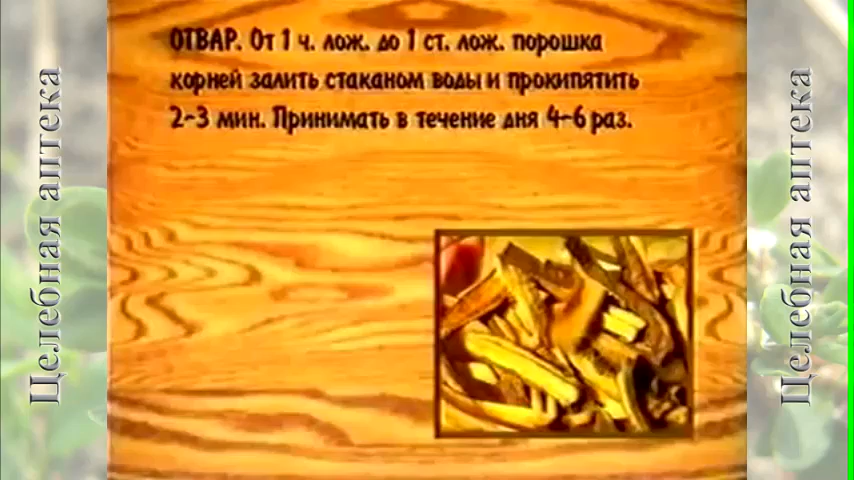 ОТВАР. От 1 ч. лож. до 1 ст. лож. порошка
корней залить стаканом воды и прокипятить
2-3 мин. Принимать в течение дня 4-6 раз.
Целебная аптека
Целебная аптека